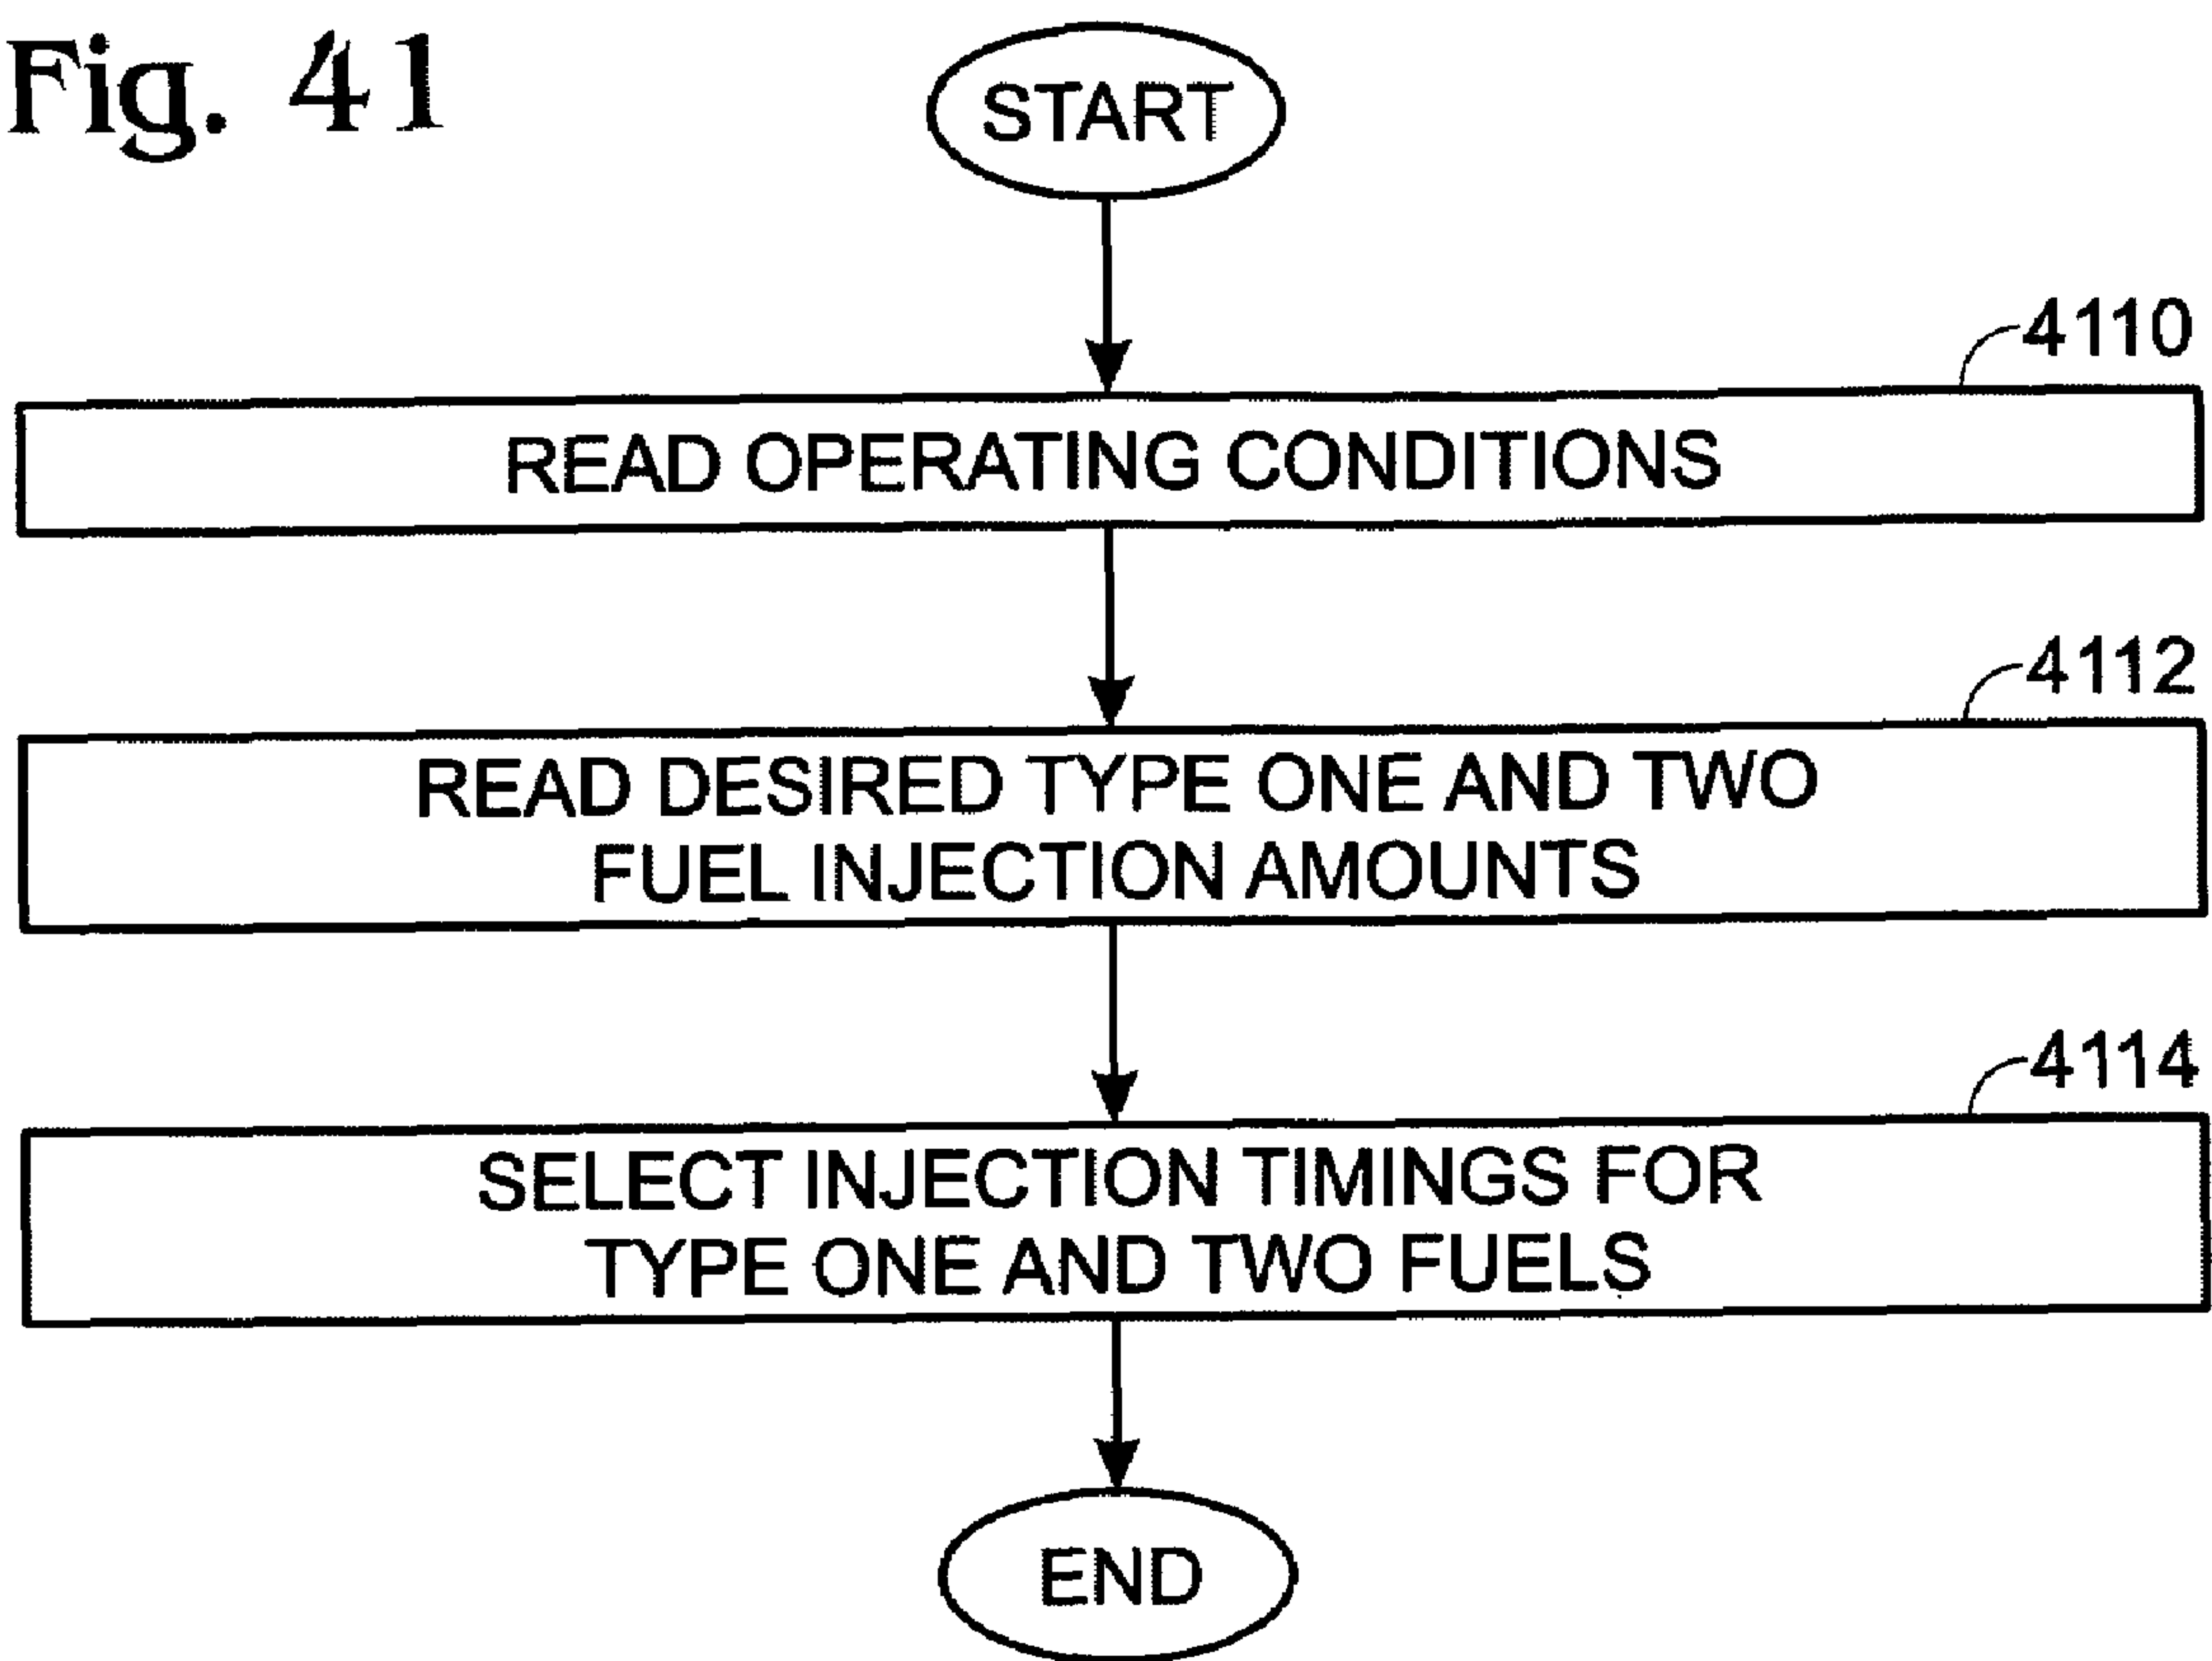 Fig. 41
START
4110
READ OPERATING CONDITIONS
4112
READ DESIRED TYPE ONE AND TWO
FUEL INJECTION AMOUNTS
4114
SELECT INJECTION TIMINGS FOR
TYPE ONE AND TWO FUELS
END